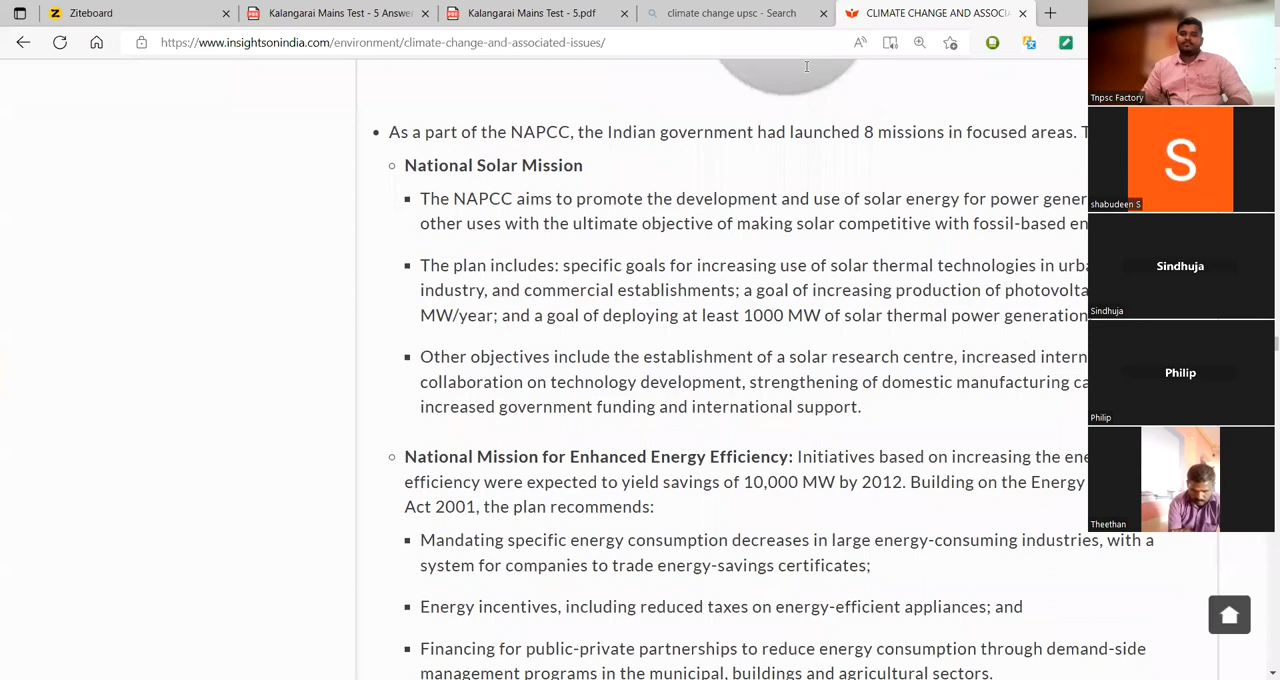 Ziteboard
Kalangarai Mains Test - 5 Answer
Kalangarai Mains Test - 5.pdf
climate change upsc - Search
CLIMATE CHANGE AND ASSOCIA
https://www.insightsonindia.com/environment/climate-change-and-associated-issues/
As a part of the NAPCC, the Indian government had launched 8 missions in focused areas. T
National Solar Mission
The NAPCC aims to promote the development and use of solar energy for power gener
other uses with the ultimate objective of making solar competitive with fossil-based en
The plan includes: specific goals for increasing use of solar thermal technologies in urba
industry, and commercial establishments; a goal of increasing production of photovolta
MW/year; and a goal of deploying at least 1000 MW of solar thermal power generation
Other objectives include the establishment of a solar research centre, increased intern
collaboration on technology development, strengthening of domestic manufacturing ca
increased government funding and international support.
National Mission for Enhanced Energy Efficiency: Initiatives based on increasing the ene
efficiency were expected to yield savings of 10,000 MW by 2012. Building on the Energy
Act 2001, the plan recommends:
Mandating specific energy consumption decreases in large energy-consuming industries, with a
system for companies to trade energy-savings certificates;
Energy incentives, including reduced taxes on energy-efficient appliances; and
Financing for public-private partnerships to reduce energy consumption through demand-side
management programs in the municipal, buildings and agricultural sectors.
Tnpsc Factory
S
shabudeen S
Sindhuja
Sindhuja
Philip
Philip
Theethan